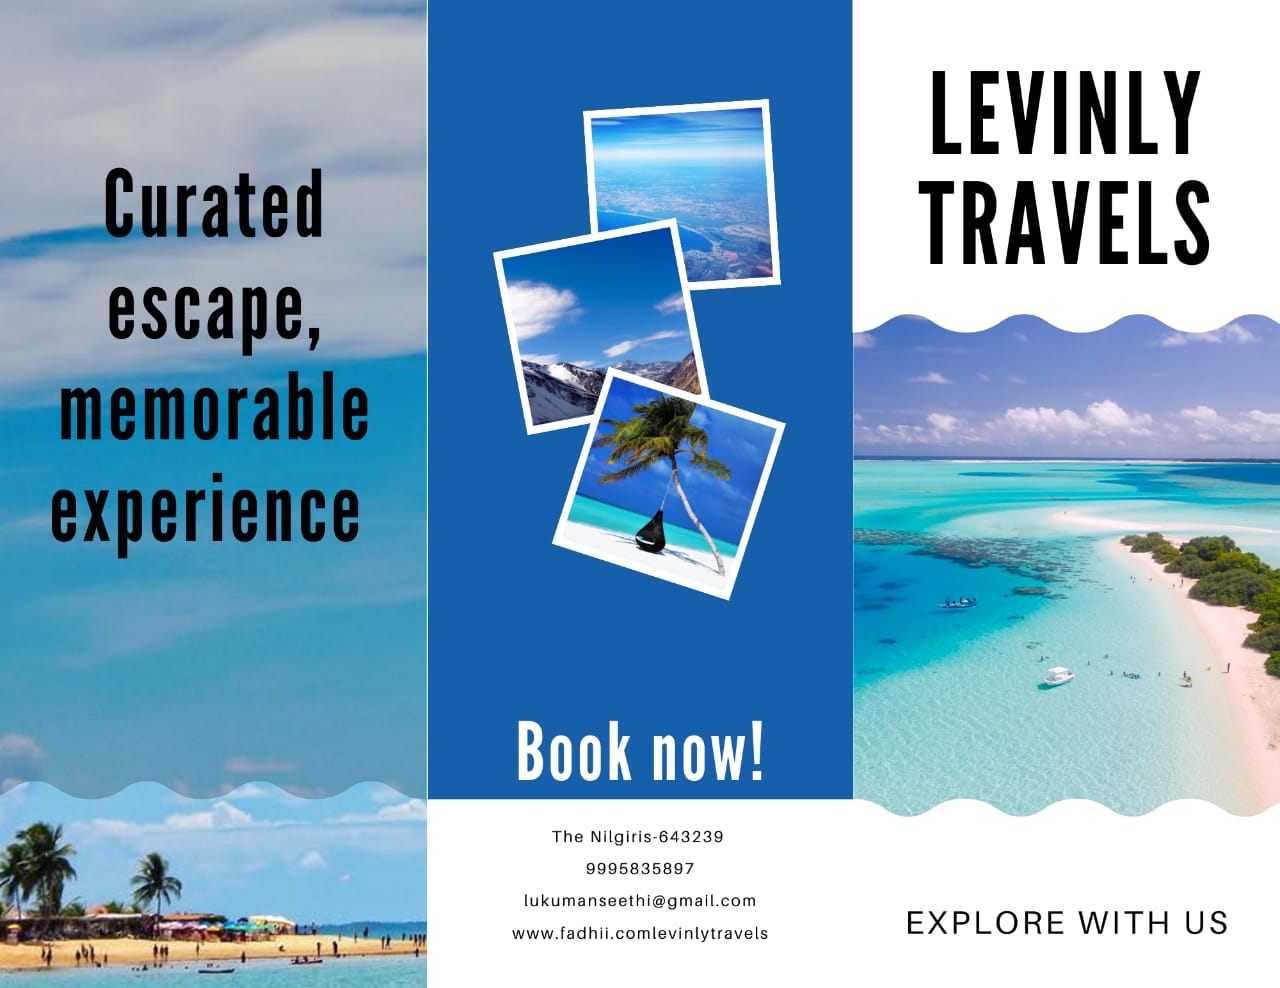 Curated
escape,
memorable
experience
Book now!
The Nilgiris-643239
9995835897
lukumanseethi@gmail.com
www.fadhii.comlevinlytravels
LEVINLY
TRAVELS
EXPLORE WITH US